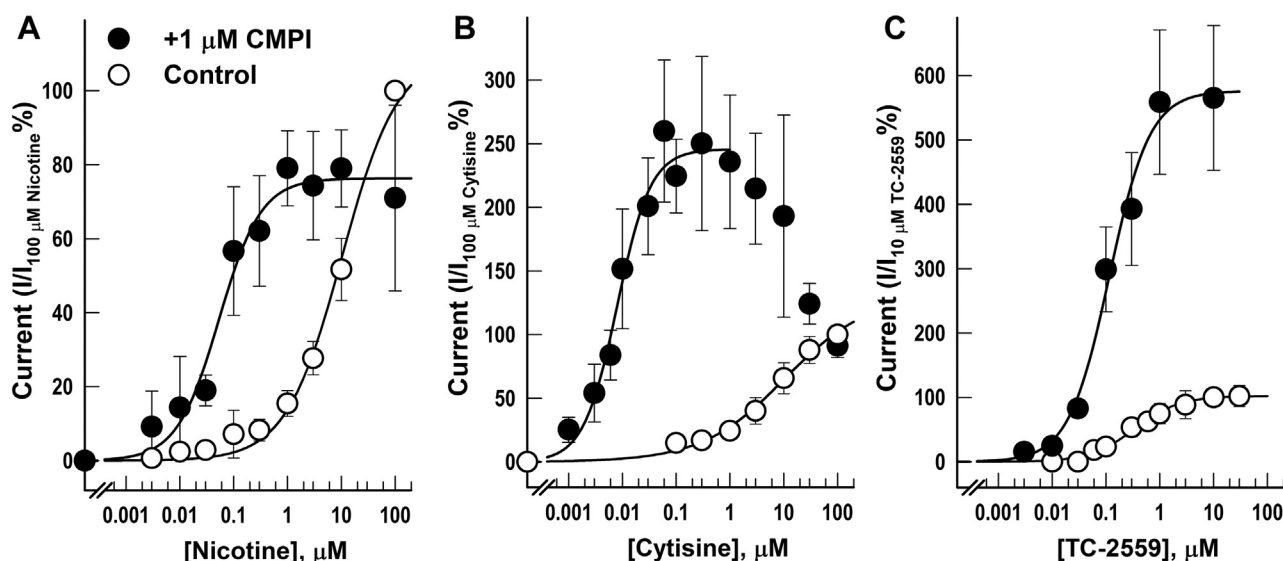 A
+1 μM CMPI
Control
Current (I/I100 μM Nicotine%)
100
80
60
40
20
0
0.001 0.01 0.1 1 10 100
[Nicotine], μM
B
Current (I/I100 μM Cytisine%)
300
250
200
150
100
50
0
0.001 0.01 0.1 1 10 100
[Cytisine], μM
C
Current (I/I10 μM TC-2559%)
600
500
400
300
200
100
0
0.001 0.01 0.1 1 10 100
[TC-2559], μM